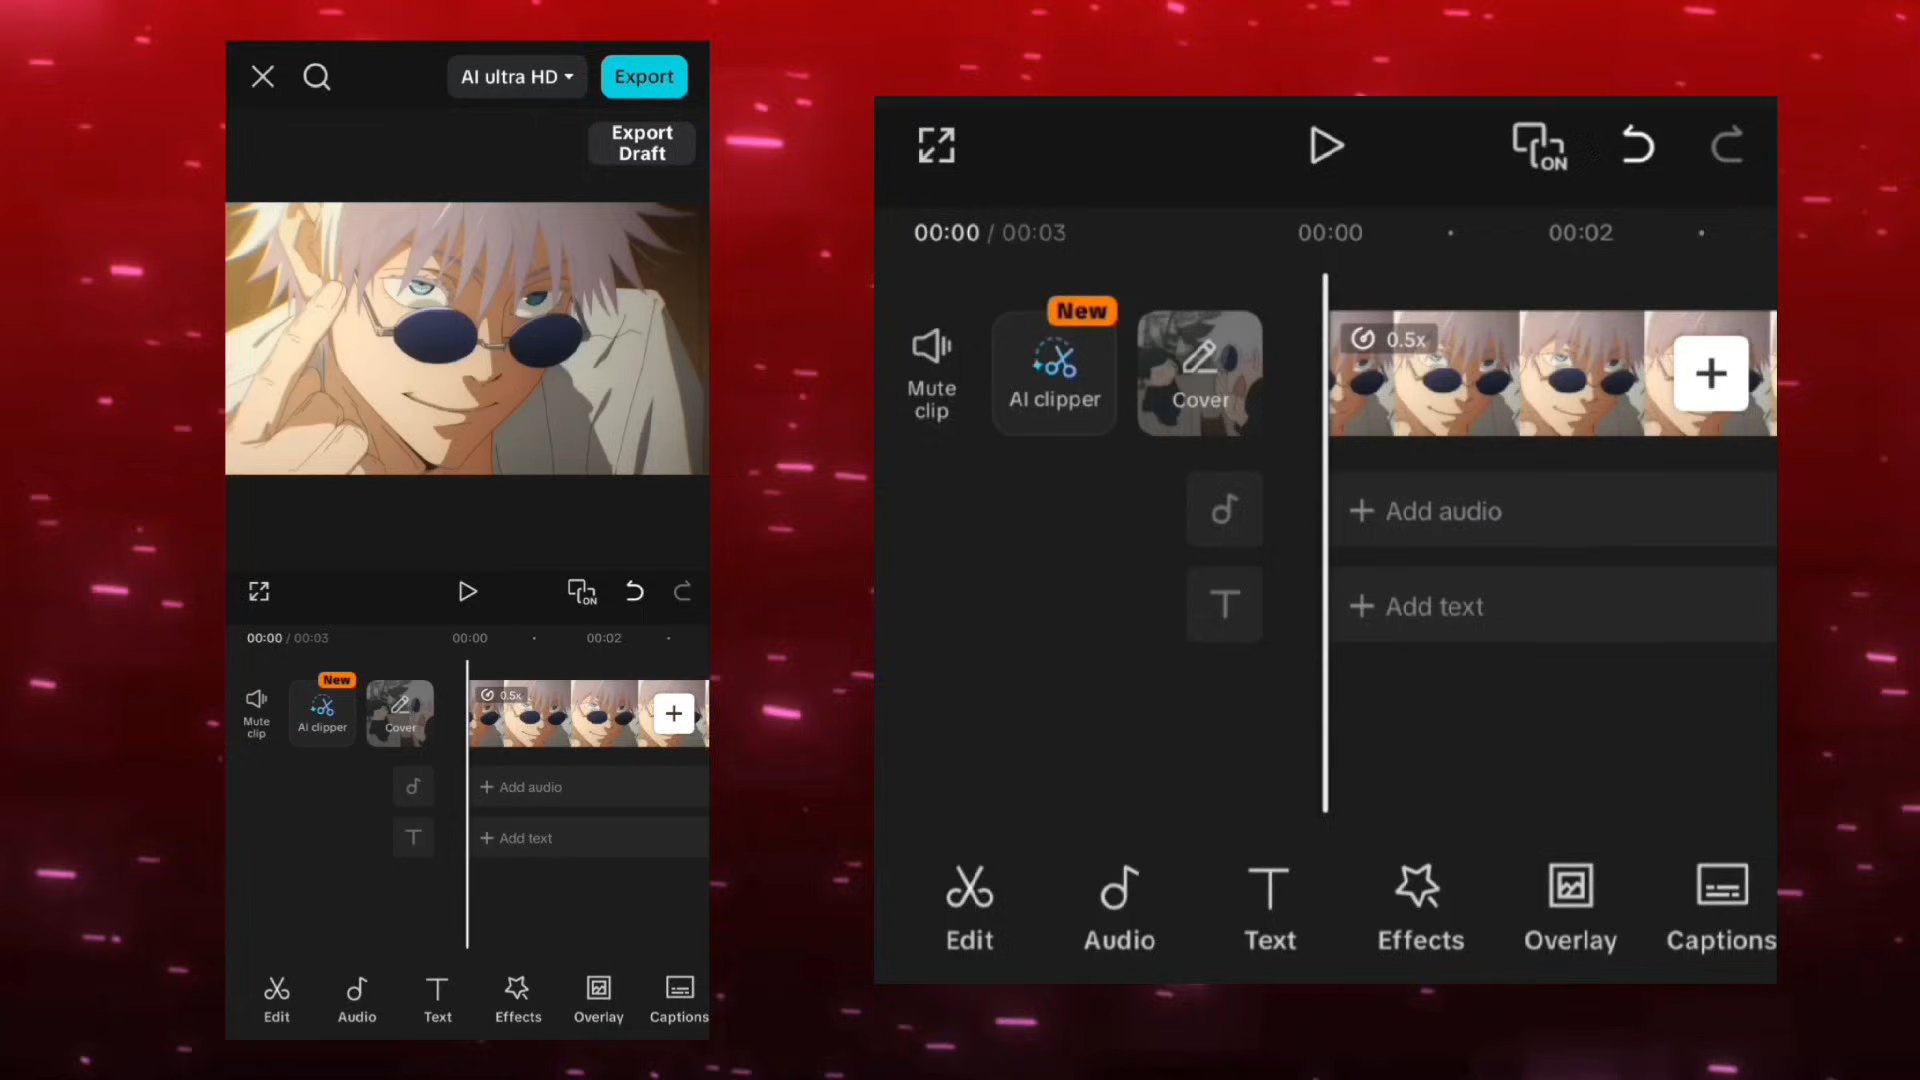 AI ultra HD
Export
Export
Draft
ON
00:00 / 00:03
00:00
00:02
Mute
clip
New
AI clipper
Cover
0.5x
Add audio
Add text
Edit
Audio
Text
Effects
Overlay
Captions
ON
00:00 / 00:03
00:00
00:02
Mute
clip
New
AI clipper
Cover
0.5x
Add audio
Add text
Edit
Audio
Text
Effects
Overlay
Captions